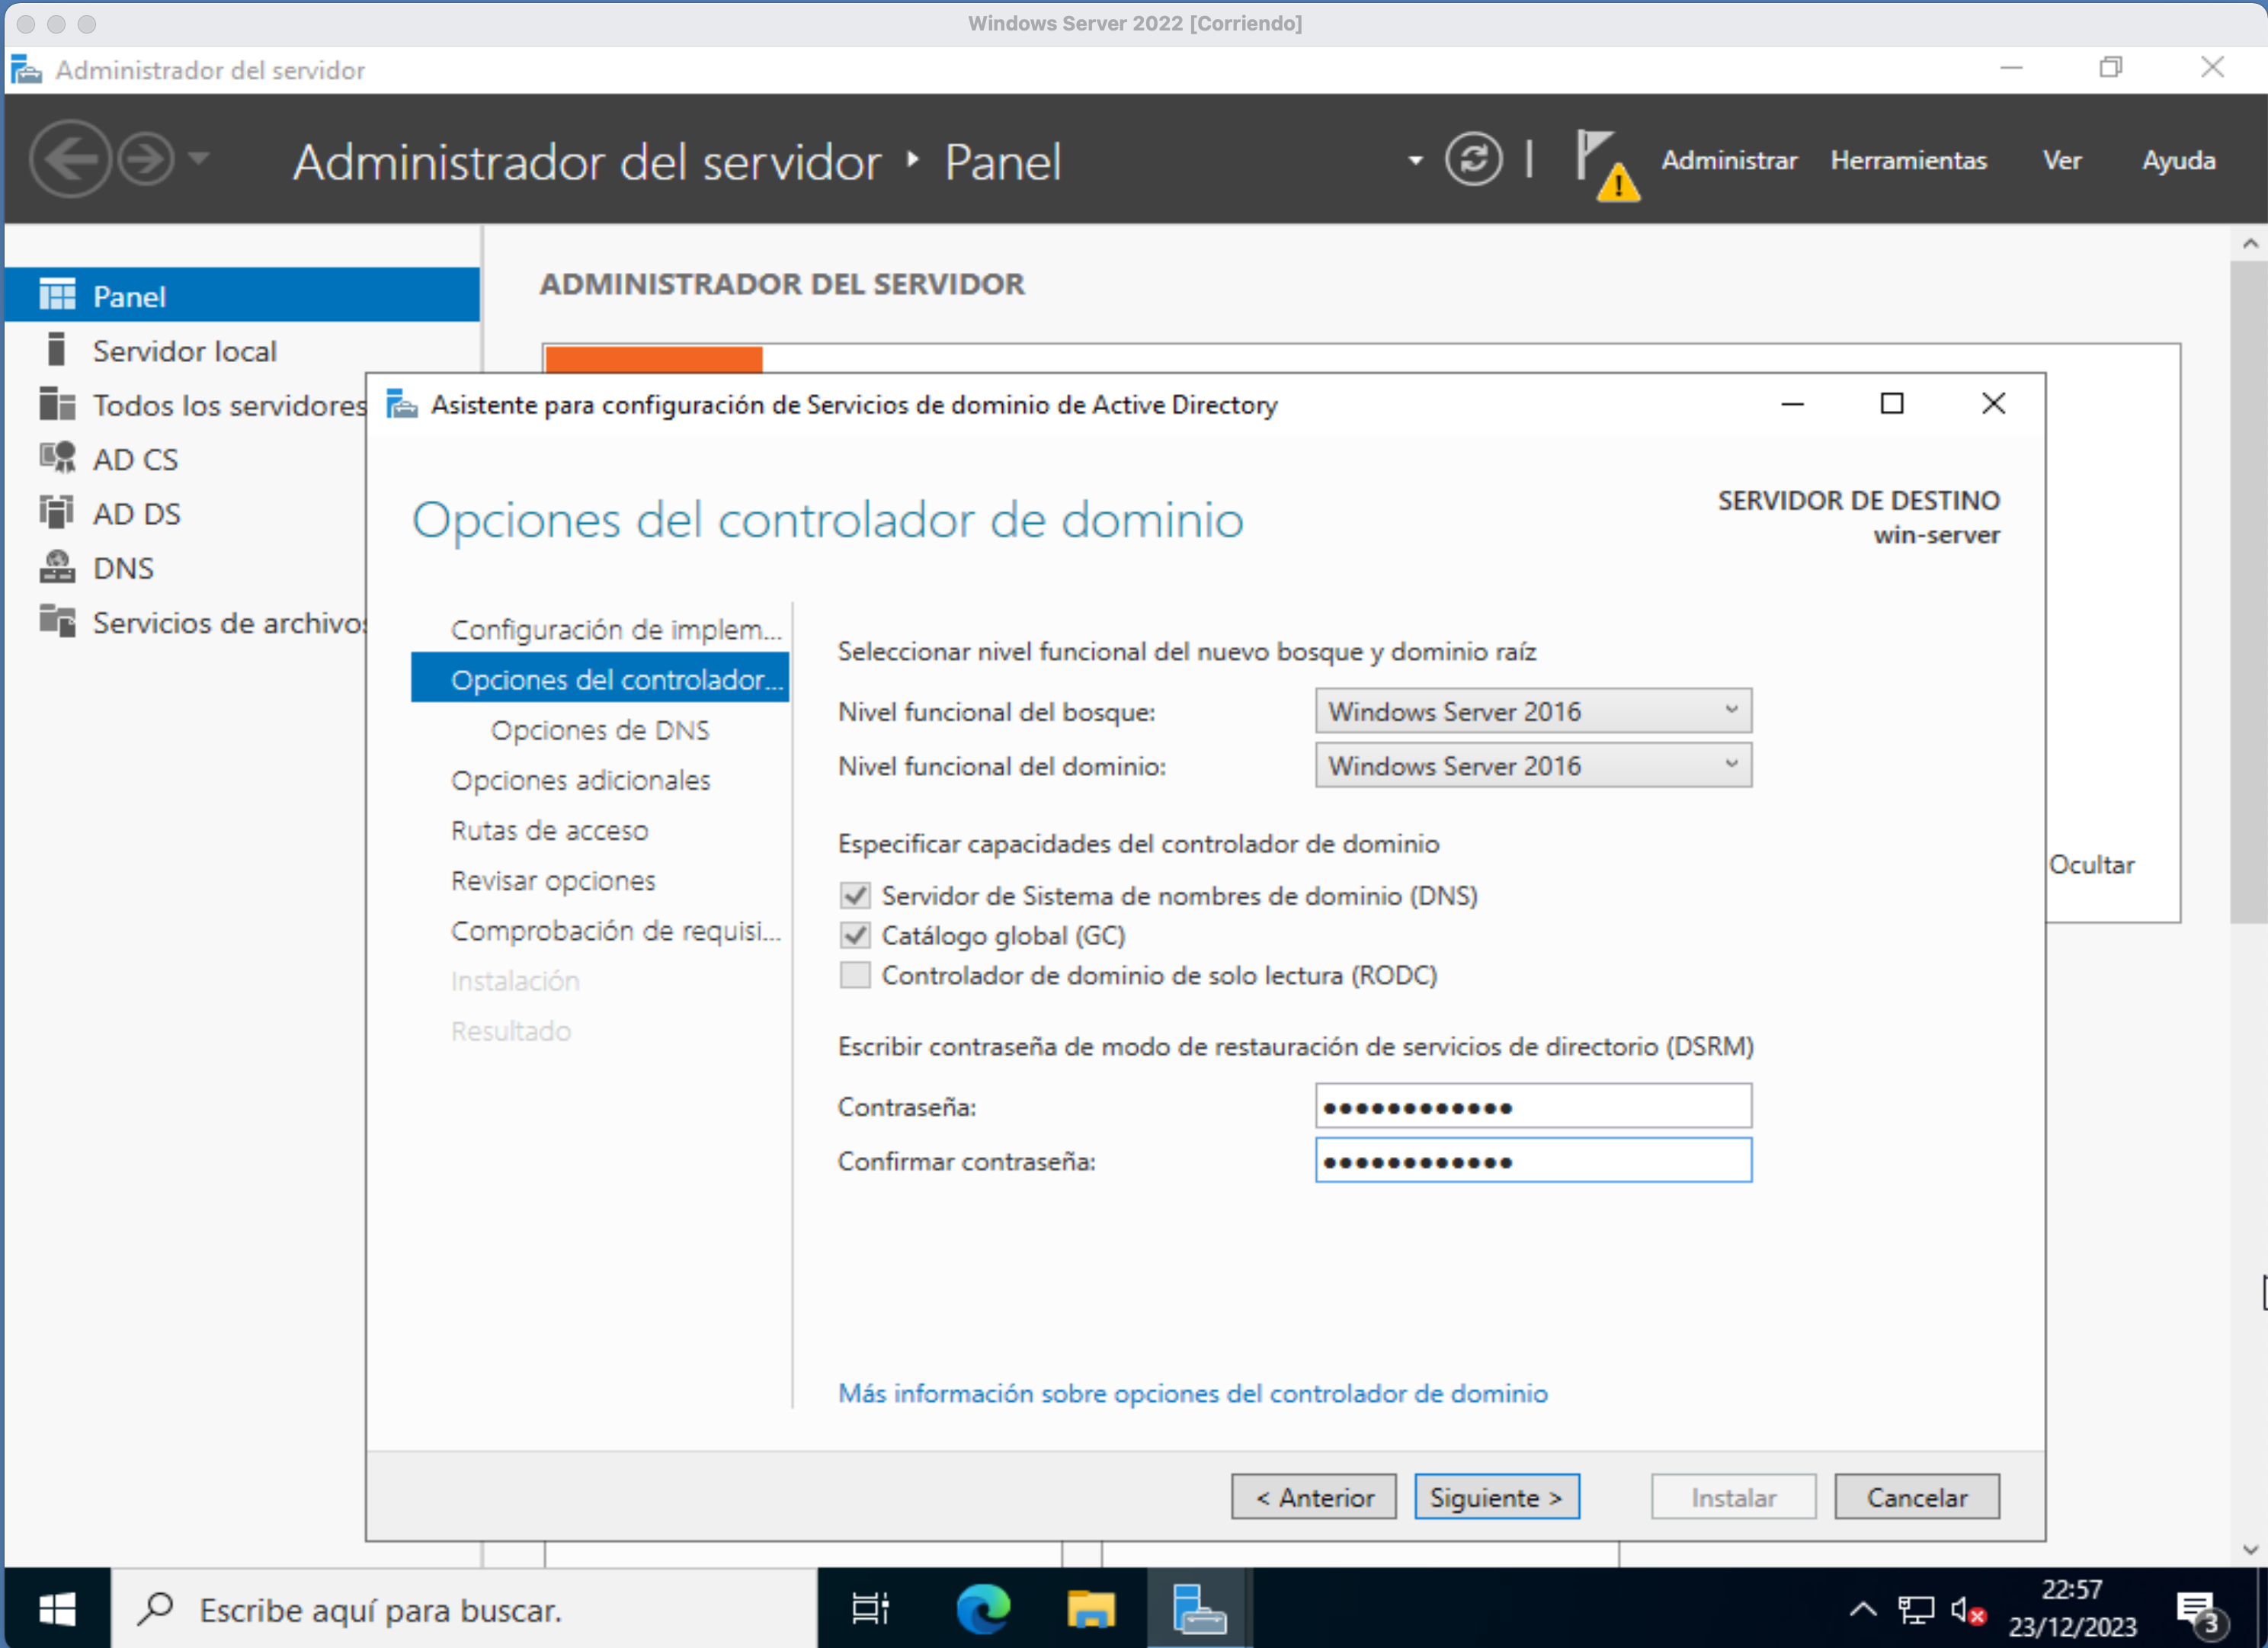 Windows Server 2022 [Corriendo]
Administrador del servidor
Administrador del servidor ‣ Panel
Administrar Herramientas Ver Ayuda
Panel
Servidor local
Todos los servidores
AD CS
AD DS
DNS
Servicios de archivos
ADMINISTRADOR DEL SERVIDOR
Asistente para configuración de Servicios de dominio de Active Directory
Opciones del controlador de dominio
SERVIDOR DE DESTINO
win-server
Configuración de implem...
Opciones del controlador...
Opciones de DNS
Opciones adicionales
Rutas de acceso
Revisar opciones
Comprobación de requisi...
Instalación
Resultado
Seleccionar nivel funcional del nuevo bosque y dominio raíz
Nivel funcional del bosque: Windows Server 2016
Nivel funcional del dominio: Windows Server 2016
Especificar capacidades del controlador de dominio
Servidor de Sistema de nombres de dominio (DNS)
Catálogo global (GC)
Controlador de dominio de solo lectura (RODC)
Escribir contraseña de modo de restauración de servicios de directorio (DSRM)
Contraseña: ●●●●●●●●●●●●
Confirmar contraseña: ●●●●●●●●●●●●
Más información sobre opciones del controlador de dominio
Ocultar
< Anterior Siguiente > Instalar Cancelar
Escribe aquí para buscar.
22:57
23/12/2023
3